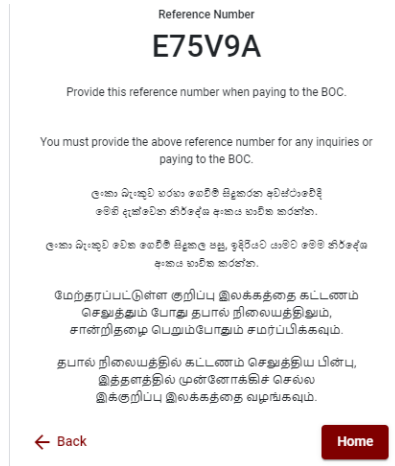 Reference Number
E75V9A
Provide this reference number when paying to the BOC.
You must provide the above reference number for any inquiries or
paying to the BOC.
ලංකා බැංකුව හරහා ගෙවීම් සිදුකරන අවස්ථාවේදි
මෙහි දැක්වෙන නිර්දේශ අංකය භාවිත කරන්න.
ලංකා බැංකුව වෙත ගෙවීම් සිදුකල පසු, ඉදිරියට යාමට මෙම නිර්දේශ
අංකය භාවිත කරන්න.
மேற்தரப்பட்டுள்ள குறிப்பு இலக்கத்தை கட்டணம்
செலுத்தும் போது தபால் நிலையத்திலும்,
சான்றிதழை பெறும்போதும் சமர்ப்பிக்கவும்.
தபால் நிலையத்தில் கட்டணம் செலுத்திய பின்பு,
இத்தளத்தில் முன்னோக்கிச் செல்ல
இக்குறிப்பு இலக்கத்தை வழங்கவும்.
Back
Home